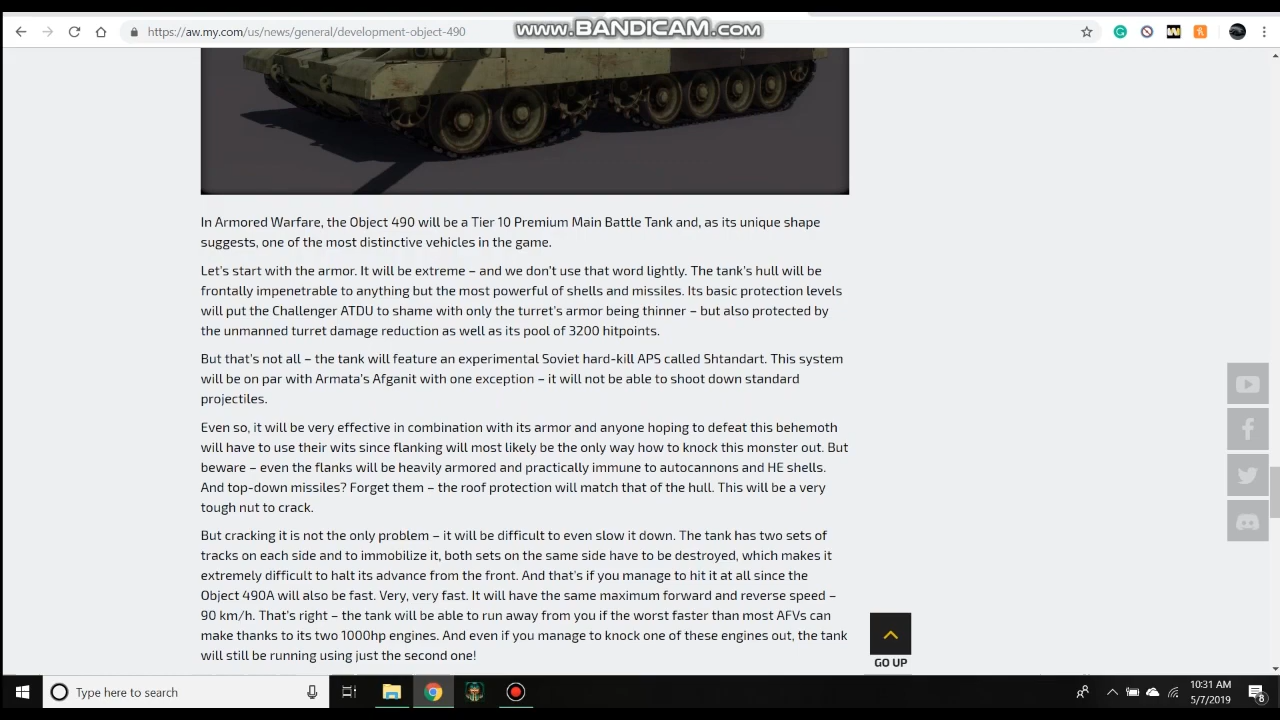 https://aw.my.com/us/news/general/development-object-490
www.BANDICAM.com
In Armored Warfare, the Object 490 will be a Tier 10 Premium Main Battle Tank and, as its unique shape
suggests, one of the most distinctive vehicles in the game.
Let's start with the armor. It will be extreme – and we don't use that word lightly. The tank's hull will be
frontally impenetrable to anything but the most powerful of shells and missiles. Its basic protection levels
will put the Challenger ATDU to shame with only the turret's armor being thinner – but also protected by
the unmanned turret damage reduction as well as its pool of 3200 hitpoints.
But that's not all – the tank will feature an experimental Soviet hard-kill APS called Shtandart. This system
will be on par with Armata's Afganit with one exception – it will not be able to shoot down standard
projectiles.
Even so, it will be very effective in combination with its armor and anyone hoping to defeat this behemoth
will have to use their wits since flanking will most likely be the only way how to knock this monster out. But
beware – even the flanks will be heavily armored and practically immune to autocannons and HE shells.
And top-down missiles? Forget them – the roof protection will match that of the hull. This will be a very
tough nut to crack.
But cracking it is not the only problem – it will be difficult to even slow it down. The tank has two sets of
tracks on each side and to immobilize it, both sets on the same side have to be destroyed, which makes it
extremely difficult to halt its advance from the front. And that's if you manage to hit it at all since the
Object 490A will also be fast. Very, very fast. It will have the same maximum forward and reverse speed –
90 km/h. That's right – the tank will be able to run away from you if the worst faster than most AFVs can
make thanks to its two 1000hp engines. And even if you manage to knock one of these engines out, the tank
will still be running using just the second one!
GO UP
Type here to search
10:31 AM
5/7/2019
8